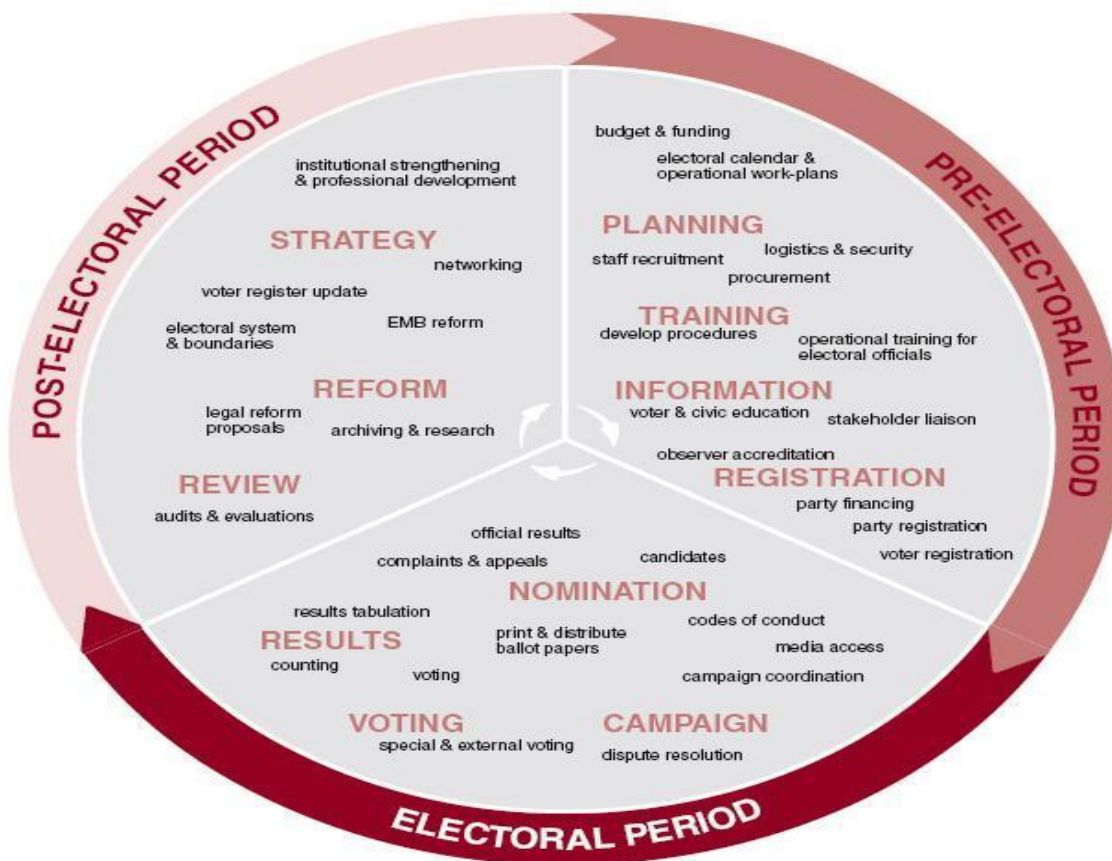 PRE-ELECTORAL PERIOD
budget & funding
electoral calendar &
operational work-plans
PLANNING
logistics & security
staff recruitment
procurement
TRAINING
develop procedures
operational training for
electoral officials
INFORMATION
voter & civic education
stakeholder liaison
observer accreditation
REGISTRATION
party financing
party registration
voter registration
ELECTORAL PERIOD
candidates
NOMINATION
codes of conduct
print & distribute
ballot papers
media access
campaign coordination
CAMPAIGN
dispute resolution
VOTING
special & external voting
voting
official results
complaints & appeals
results tabulation
RESULTS
counting
POST-ELECTORAL PERIOD
institutional strengthening
& professional development
STRATEGY
networking
voter register update
EMB reform
electoral system
& boundaries
REFORM
legal reform
proposals
archiving & research
REVIEW
audits & evaluations